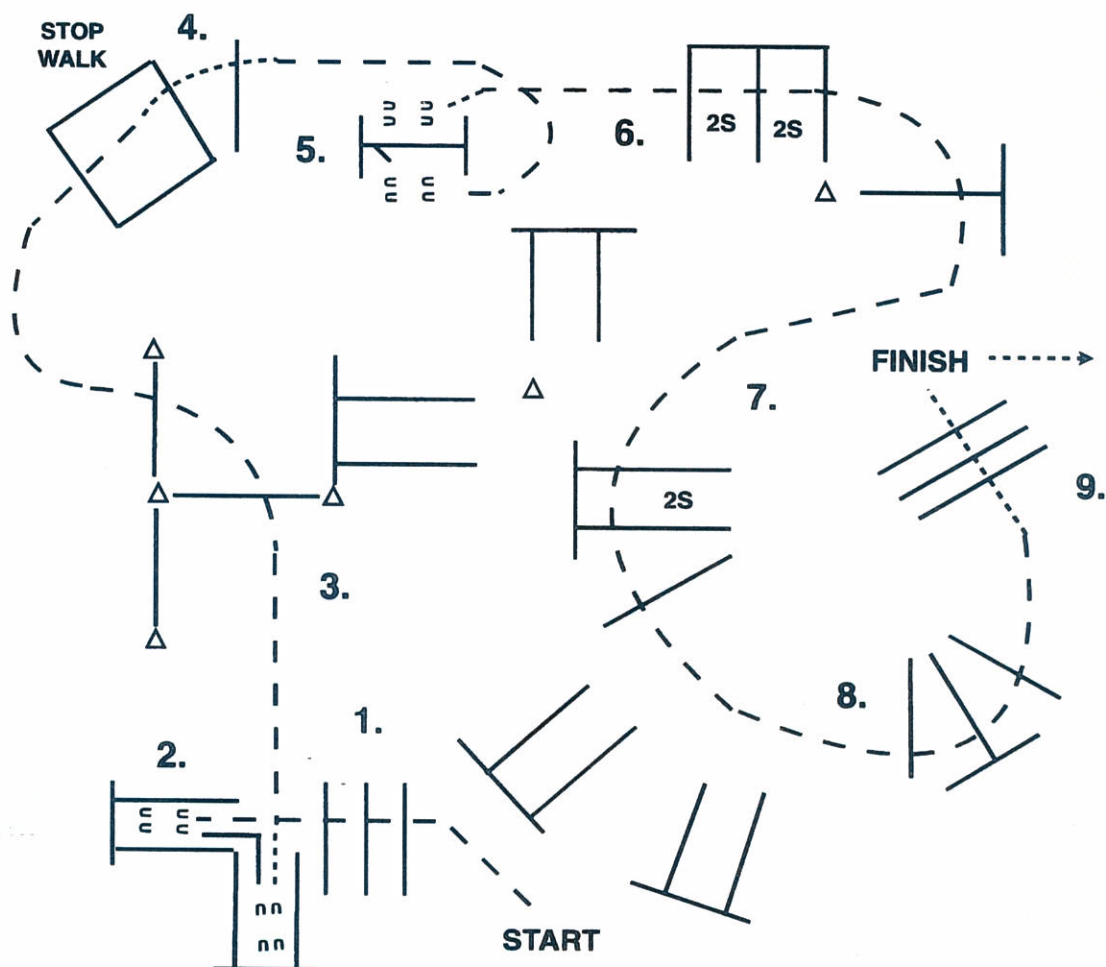 STOP
WALK
4.
5.
6.
2S
2S
7.
FINISH
2S
9.
3.
8.
1.
2.
START